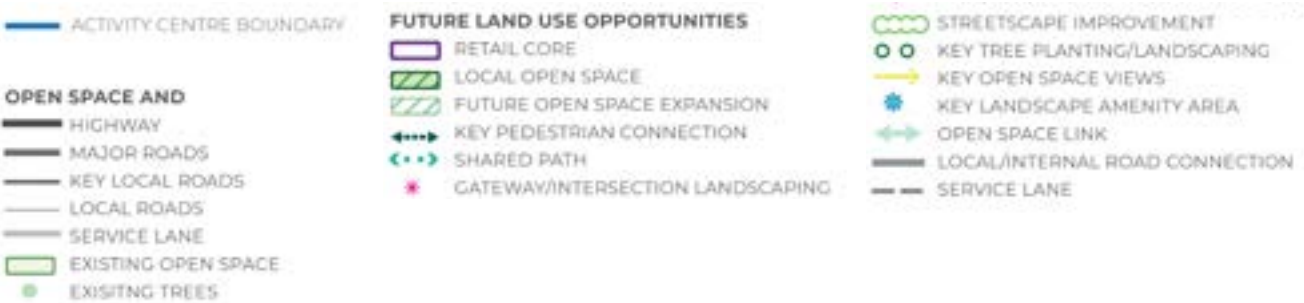 ACTIVITY CENTRE BOUNDARY
OPEN SPACE AND
HIGHWAY
MAJOR ROADS
KEY LOCAL ROADS
LOCAL ROADS
SERVICE LANE
EXISTING OPEN SPACE
EXISITNG TREES
FUTURE LAND USE OPPORTUNITIES
RETAIL CORE
LOCAL OPEN SPACE
FUTURE OPEN SPACE EXPANSION
KEY PEDESTRIAN CONNECTION
SHARED PATH
GATEWAY/INTERSECTION LANDSCAPING
STREETSCAPE IMPROVEMENT
KEY TREE PLANTING/LANDSCAPING
KEY OPEN SPACE VIEWS
KEY LANDSCAPE AMENITY AREA
OPEN SPACE LINK
LOCAL/INTERNAL ROAD CONNECTION
SERVICE LANE